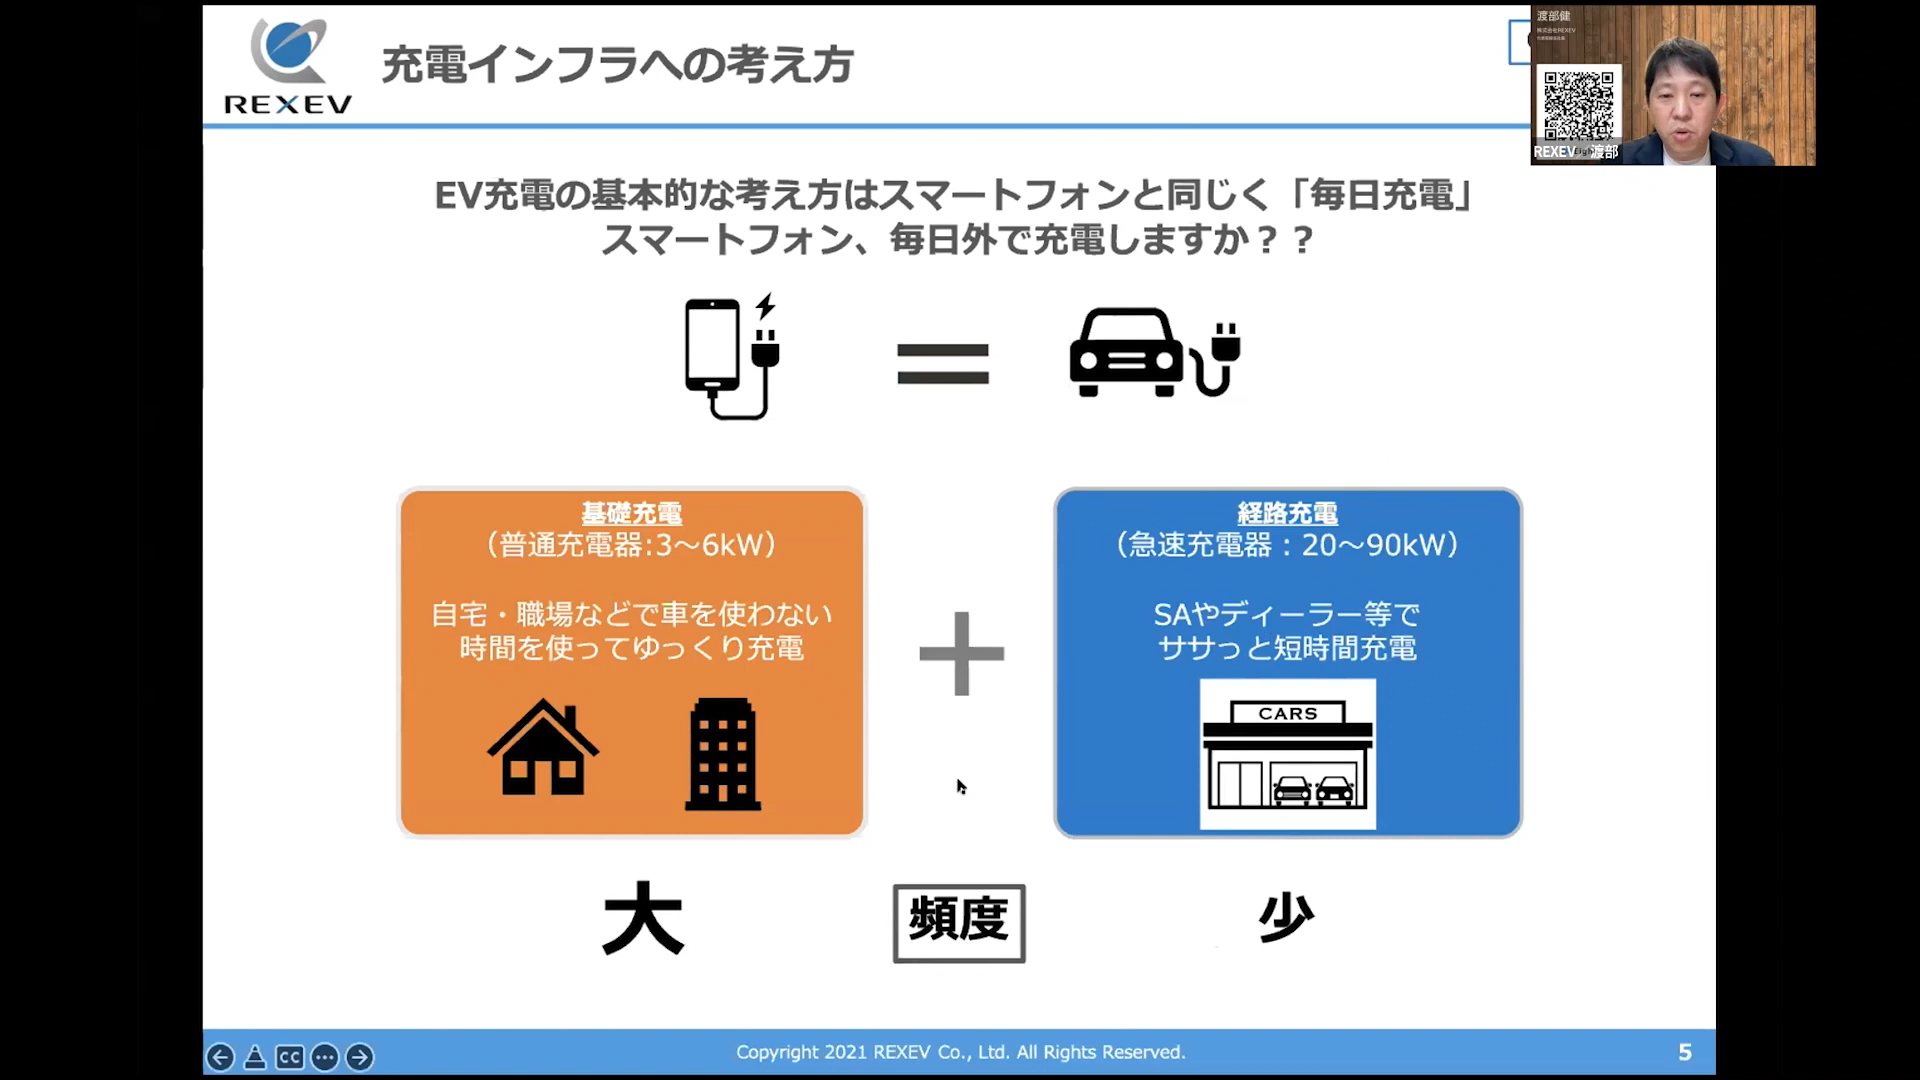 REXEV
充電インフラへの考え方
渡部健
株式会社REXEV
REXEV 渡部
EV充電の基本的な考え方はスマートフォンと同じく「毎日充電」
スマートフォン、毎日外で充電しますか？？
基礎充電
（普通充電器:3～6kW）
自宅・職場などで車を使わない
時間を使ってゆっくり充電
経路充電
（急速充電器：20～90kW）
SAやディーラー等で
ササっと短時間充電
CARS
大
頻度
少
CC
Copyright 2021 REXEV Co., Ltd. All Rights Reserved.
5